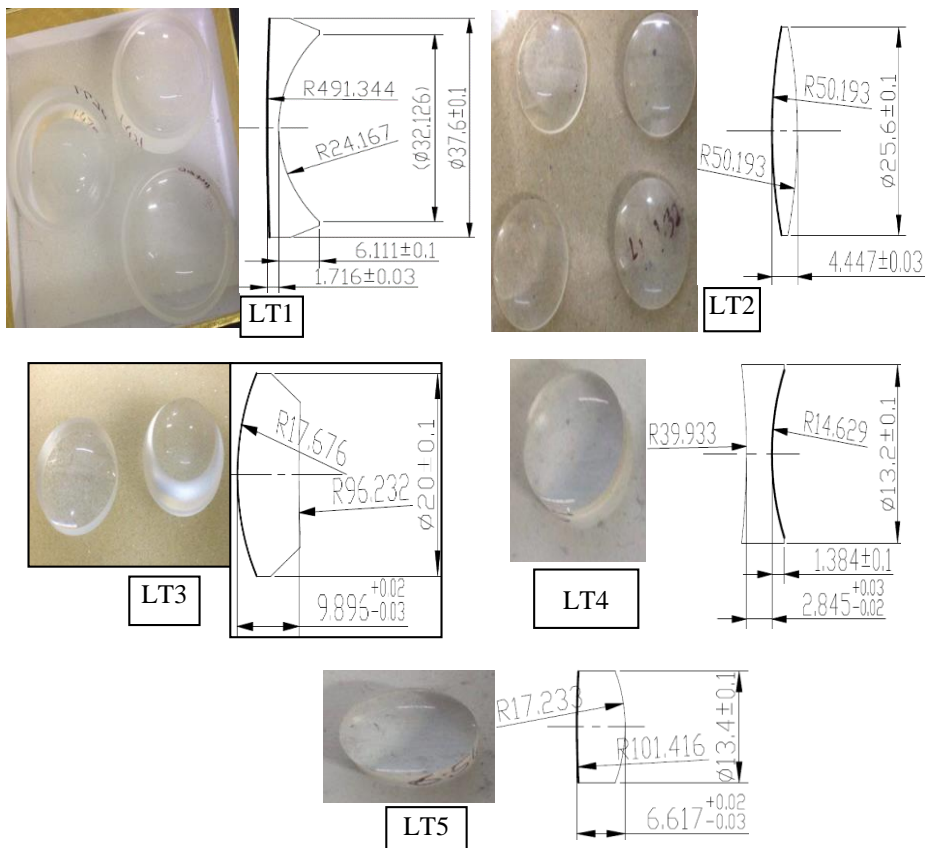 R491.344
R24.167
(Ø32.126)
Ø37.6±0.1
6.111±0.1
1.716±0.03
LT1
R50.193
R50.193
Ø25.6±0.1
4.447±0.03
LT2
R17.676
R96.232
Ø20±0.1
9.896 +0.02 -0.03
LT3
R39.933
R14.629
Ø13.2±0.1
1.384±0.1
2.845 +0.03 -0.02
LT4
R17.233
R101.416
Ø13.4±0.1
6.617 +0.02 -0.03
LT5